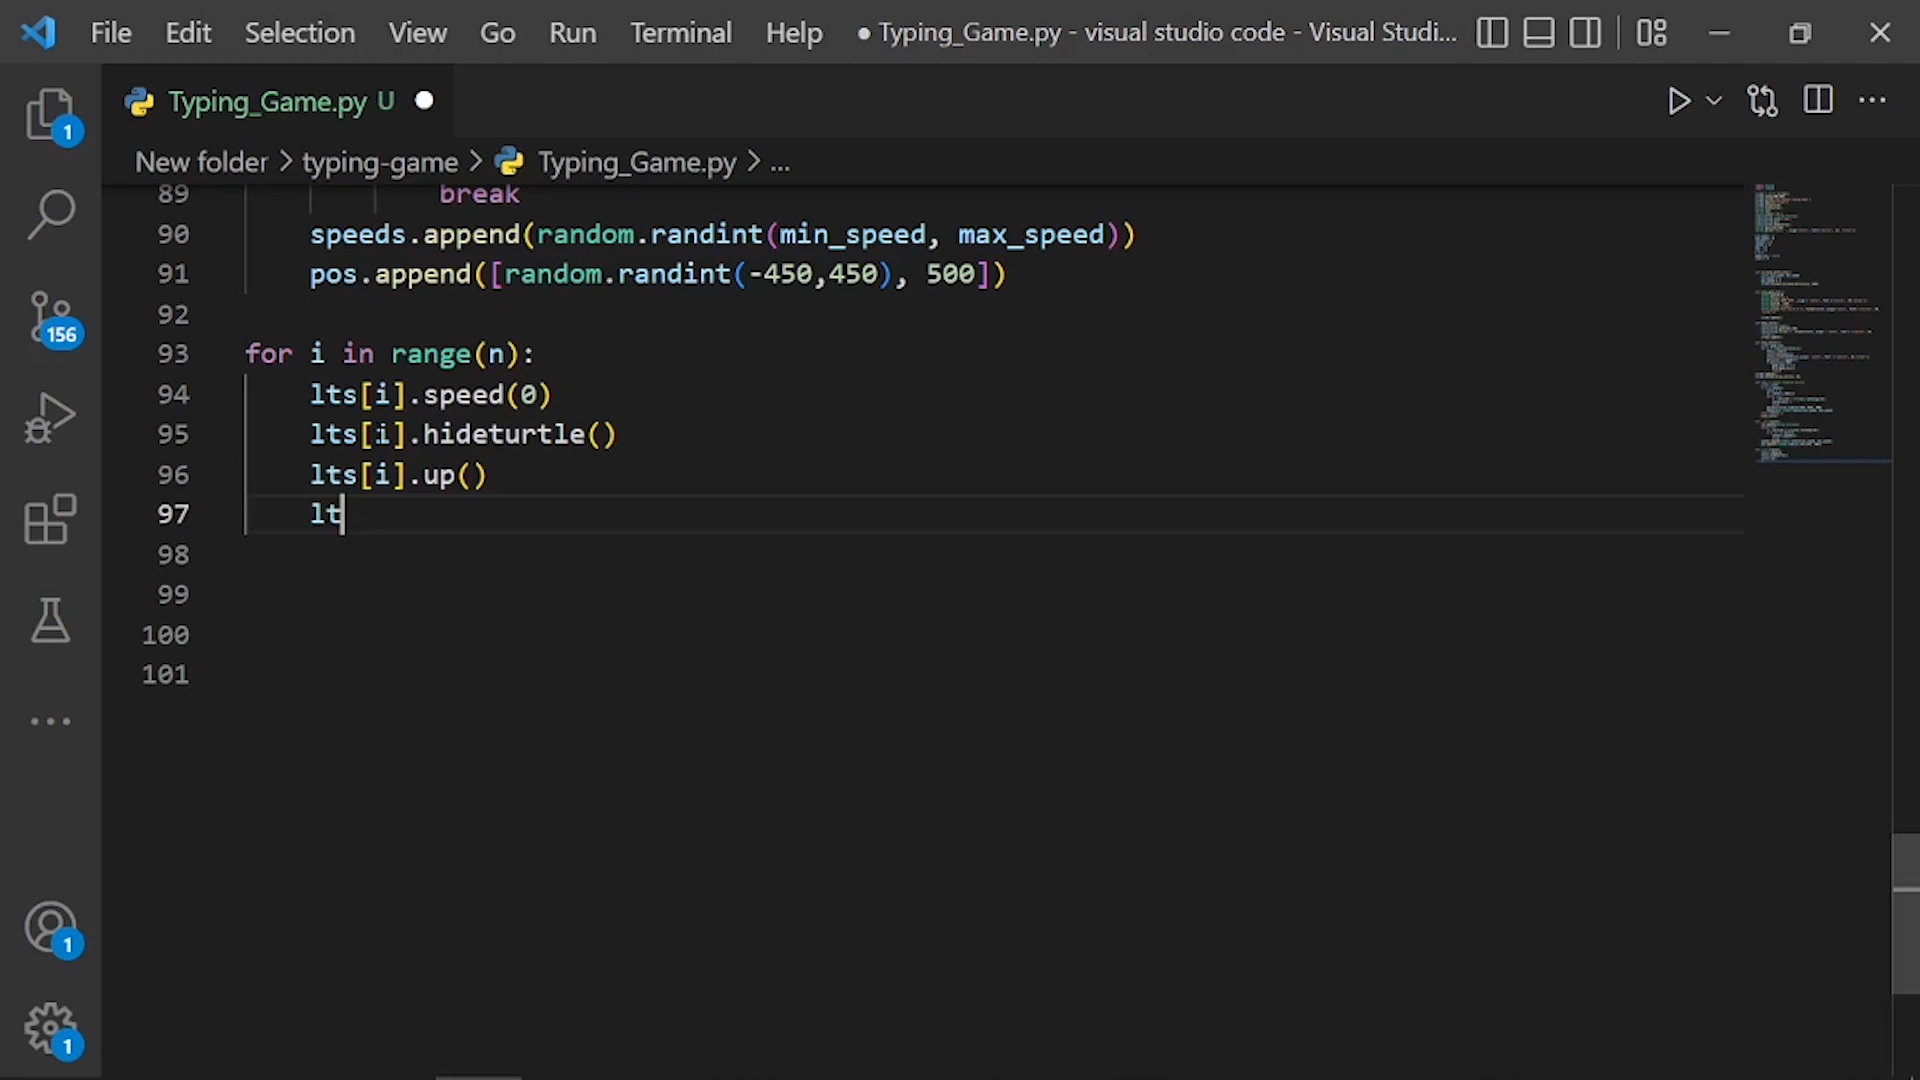 File Edit Selection View Go Run Terminal Help ● Typing_Game.py - visual studio code - Visual Studi...
Typing_Game.py U
New folder > typing-game > Typing_Game.py > ...
89 break
90 speeds.append(random.randint(min_speed, max_speed))
91 pos.append([random.randint(-450,450), 500])
92
93 for i in range(n):
94 lts[i].speed(0)
95 lts[i].hideturtle()
96 lts[i].up()
97 lt
98
99
100
101
1
156
1
1